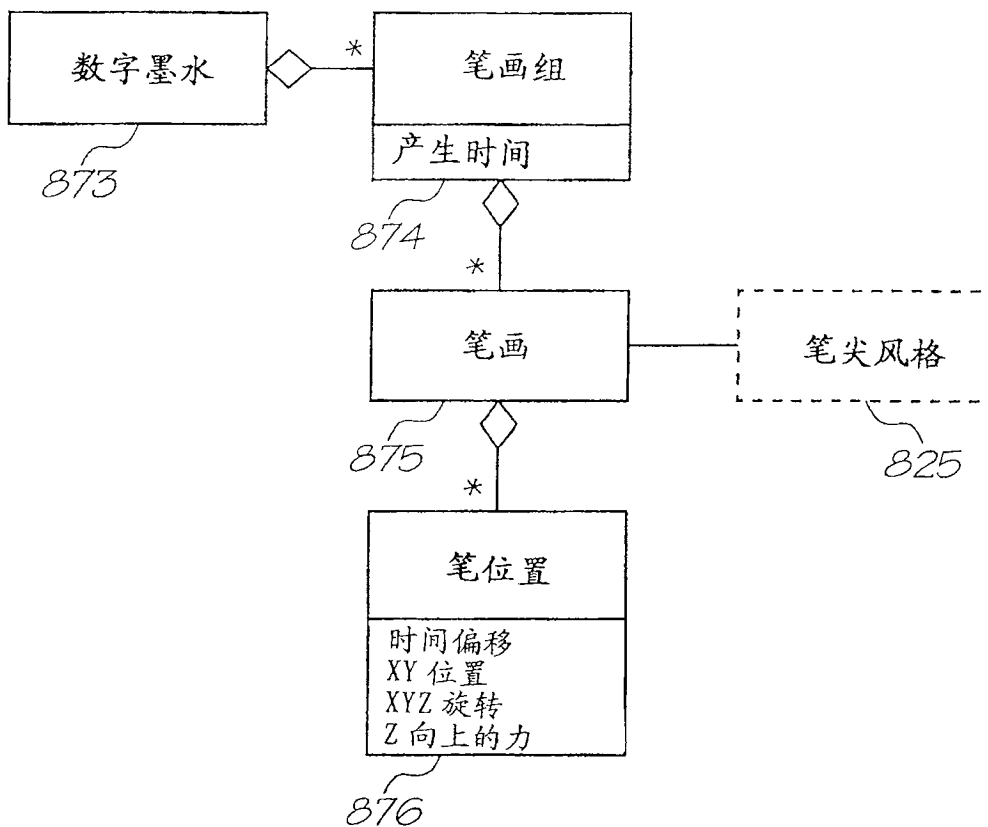 数字墨水
*
笔画组
产生时间
873
874
*
笔画
笔尖风格
875
825
*
笔位置
时间偏移
XY 位置
XYZ 旋转
Z 向上的力
876